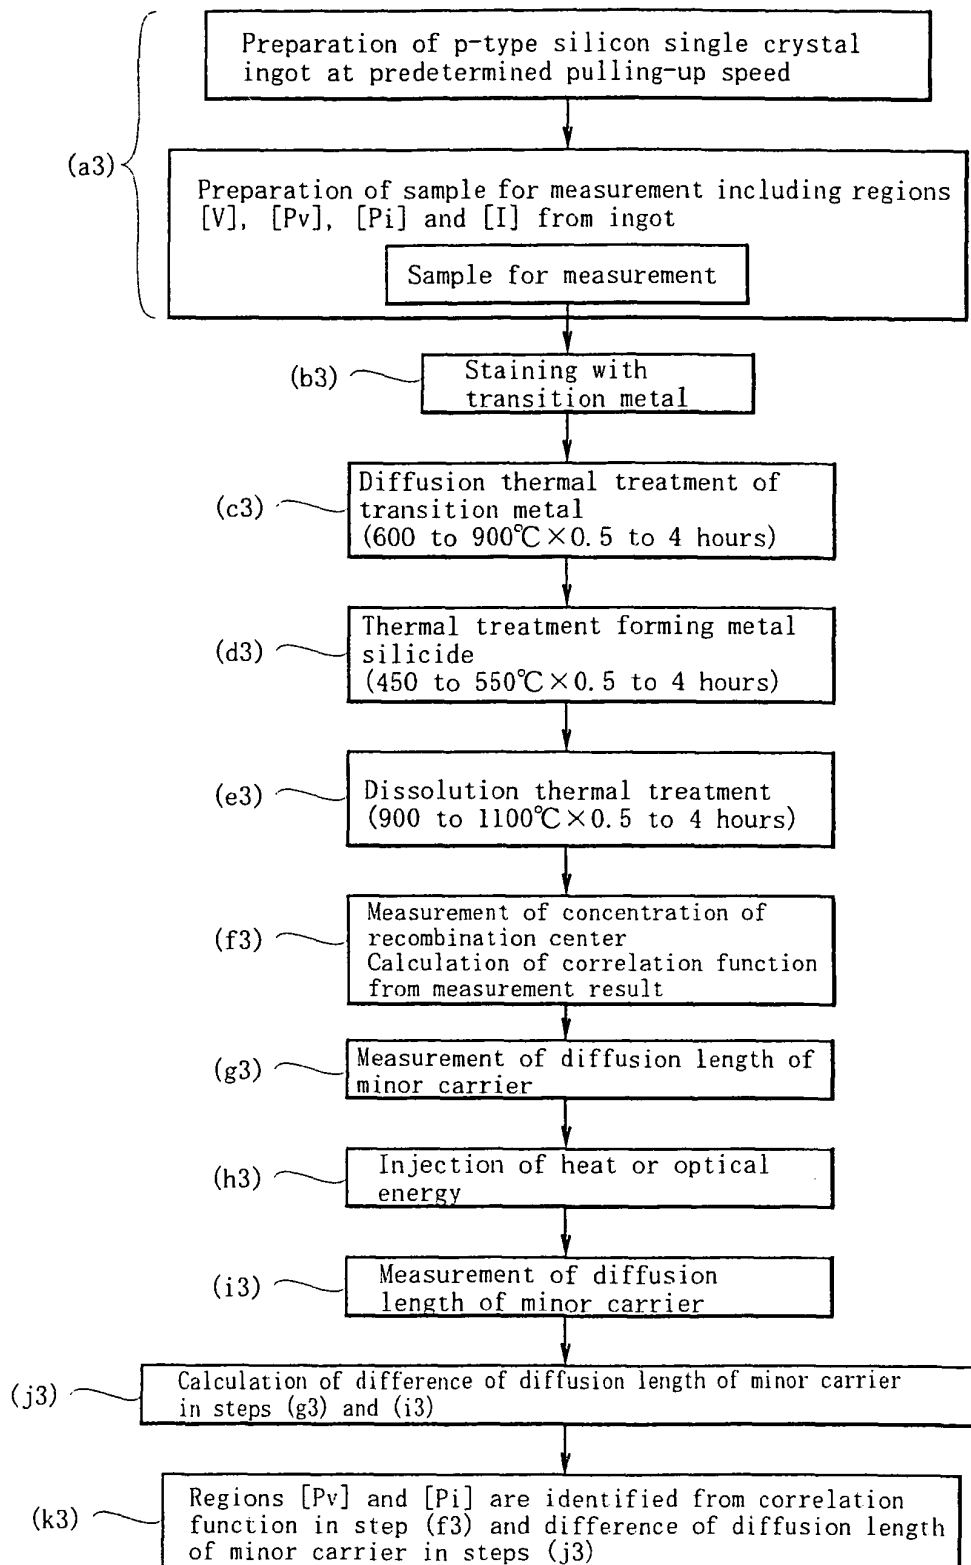 Preparation of p-type silicon single crystal
ingot at predetermined pulling-up speed
(a3)
Preparation of sample for measurement including regions
[V], [Pv], [Pi] and [I] from ingot
Sample for measurement
(b3)
Staining with
transition metal
(c3)
Diffusion thermal treatment of
transition metal
(600 to 900℃×0.5 to 4 hours)
(d3)
Thermal treatment forming metal
silicide
(450 to 550℃×0.5 to 4 hours)
(e3)
Dissolution thermal treatment
(900 to 1100℃×0.5 to 4 hours)
(f3)
Measurement of concentration of
recombination center
Calculation of correlation function
from measurement result
(g3)
Measurement of diffusion length of
minor carrier
(h3)
Injection of heat or optical
energy
(i3)
Measurement of diffusion
length of minor carrier
(j3)
Calculation of difference of diffusion length of minor carrier
in steps (g3) and (i3)
(k3)
Regions [Pv] and [Pi] are identified from correlation
function in step (f3) and difference of diffusion length
of minor carrier in steps (j3)